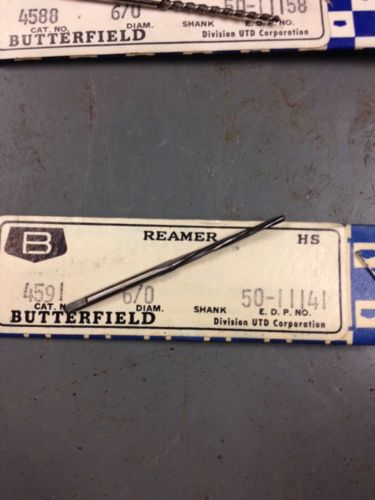 4588 6/0 50-11158
CAT. NO. DIAM. SHANK E. D. P. NO.
BUTTERFIELD Division UTD Corporation
B REAMER HS
4591 6/0 50-11141
CAT. N DIAM. SHANK E. D. P. NO.
BUTTERFIELD Division UTD Corporation